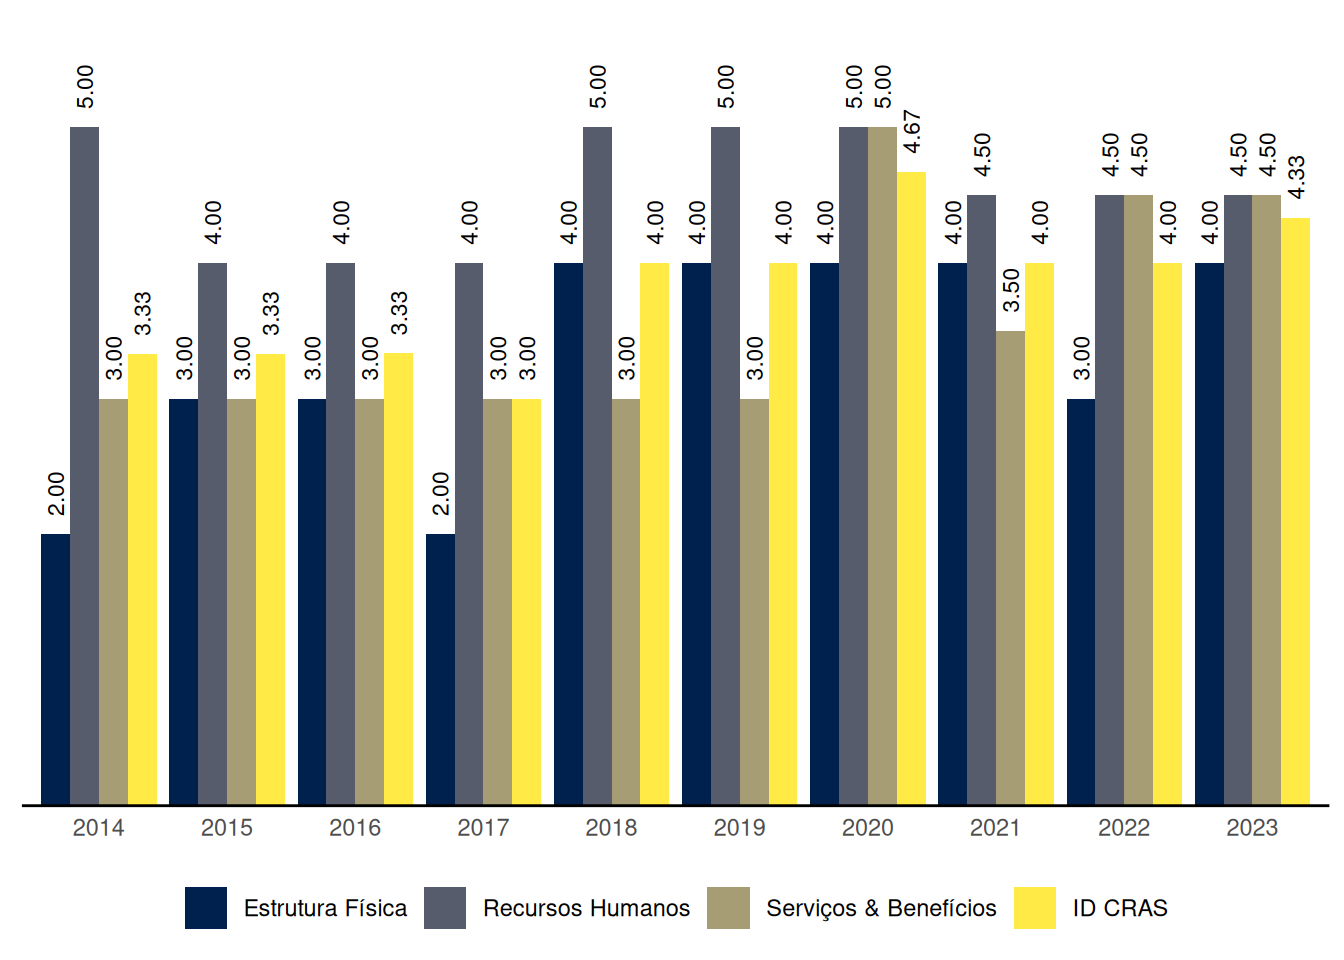 2.00 5.00 3.00 3.33
3.00 4.00 3.00 3.33
3.00 4.00 3.00 3.33
2.00 4.00 3.00 3.00
4.00 5.00 3.00 4.00
4.00 5.00 3.00 4.00
4.00 5.00 5.00 4.67
4.00 4.50 3.50 4.00
3.00 4.50 4.50 4.00
4.00 4.50 4.50 4.33
2014 2015 2016 2017 2018 2019 2020 2021 2022 2023
Estrutura Física Recursos Humanos Serviços & Benefícios ID CRAS